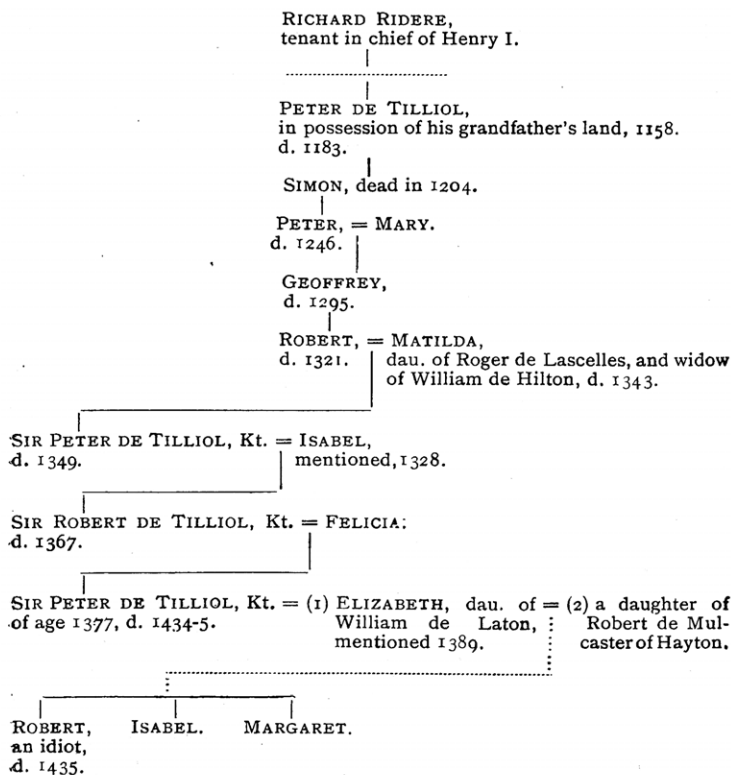 RICHARD RIDERE,
tenant in chief of Henry I.
PETER DE TILLIOL,
in possession of his grandfather's land, 1158.
d. 1183.
SIMON, dead in 1204.
PETER, = MARY.
d. 1246.
GEOFFREY,
d. 1295.
ROBERT, = MATILDA,
d. 1321. dau. of Roger de Lascelles, and widow
of William de Hilton, d. 1343.
SIR PETER DE TILLIOL, Kt. = ISABEL,
d. 1349. mentioned, 1328.
SIR ROBERT DE TILLIOL, Kt. = FELICIA.
d. 1367.
SIR PETER DE TILLIOL, Kt. = (1) ELIZABETH, dau. of = (2) a daughter of
of age 1377, d. 1434-5. William de Laton, Robert de Mul-
mentioned 1389. caster of Hayton.
ROBERT, ISABEL. MARGARET.
an idiot,
d. 1435.